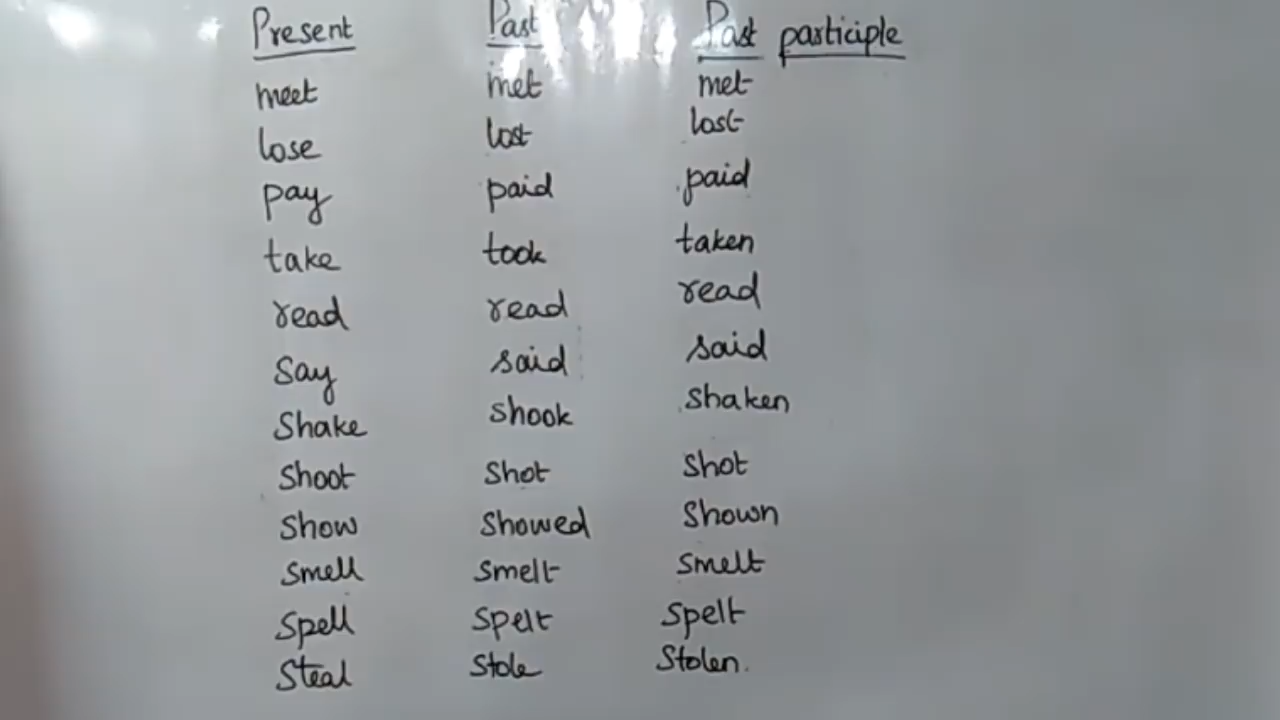 Present Past Past participle
meet met met
lose lost lost
pay paid paid
take took taken
read read read
Say said said
Shake shook shaken
Shoot Shot Shot
Show Showed Shown
Smell Smelt Smelt
Spell Spelt Spelt
Steal Stole Stolen.